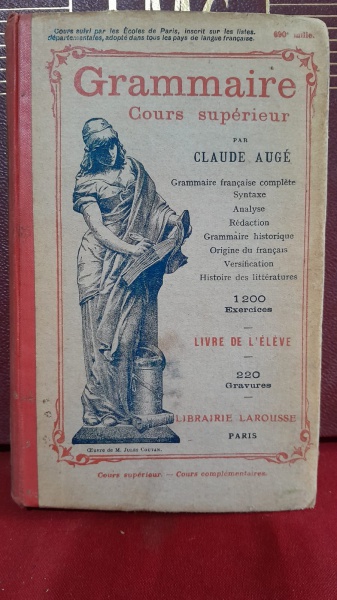 Cours suivi par les Écoles de Paris, inscrit sur les listes
départementales, adopté dans tous les pays de langue française.
690e mille.
Grammaire
Cours supérieur
PAR
CLAUDE AUGÉ
Grammaire française complète
Syntaxe
Analyse
Rédaction
Grammaire historique
Origine du français
Versification
Histoire des littératures
1200
Exercices
LIVRE DE L'ÉLÈVE
220
Gravures
LIBRAIRIE LAROUSSE
PARIS
Œuvre de M. Jules Coutan.
Cours supérieur. — Cours complémentaires.